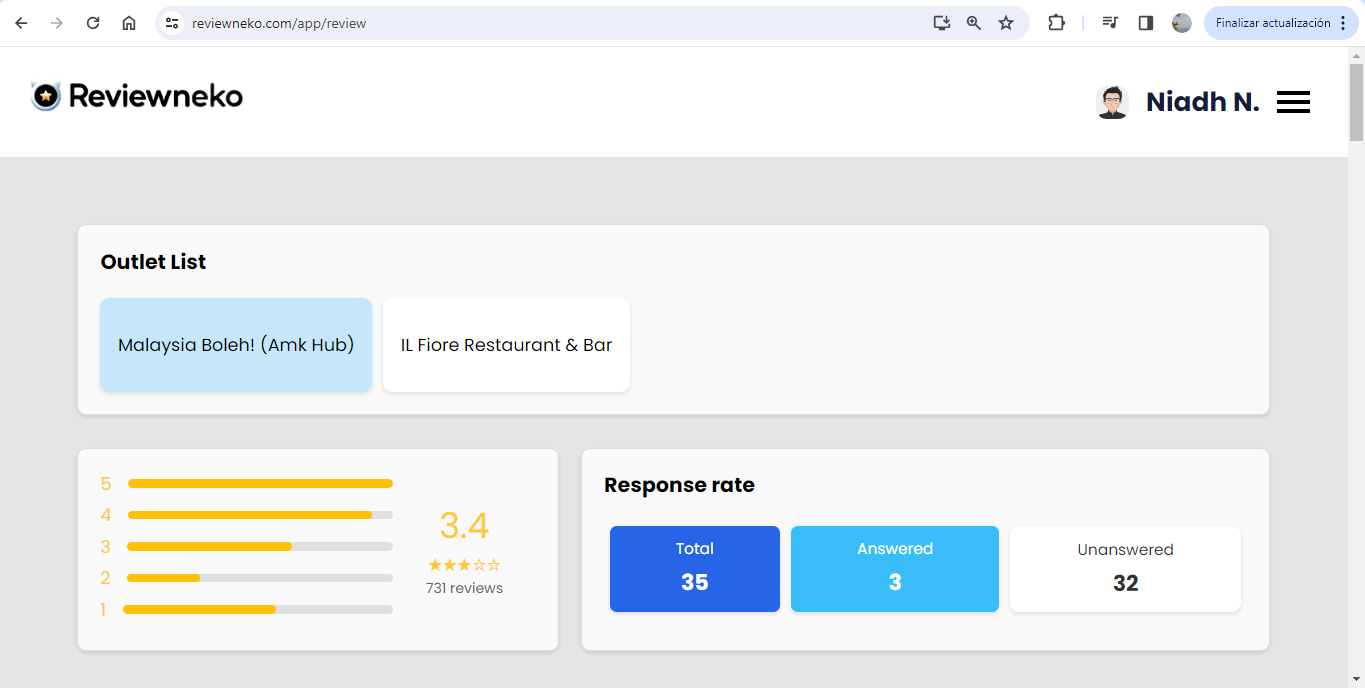 reviewneko.com/app/review
Finalizar actualización
Reviewneko
Niadh N.
Outlet List
Malaysia Boleh! (Amk Hub)
IL Fiore Restaurant & Bar
5
4
3
2
1
3.4
★★★☆☆
731 reviews
Response rate
Total
35
Answered
3
Unanswered
32